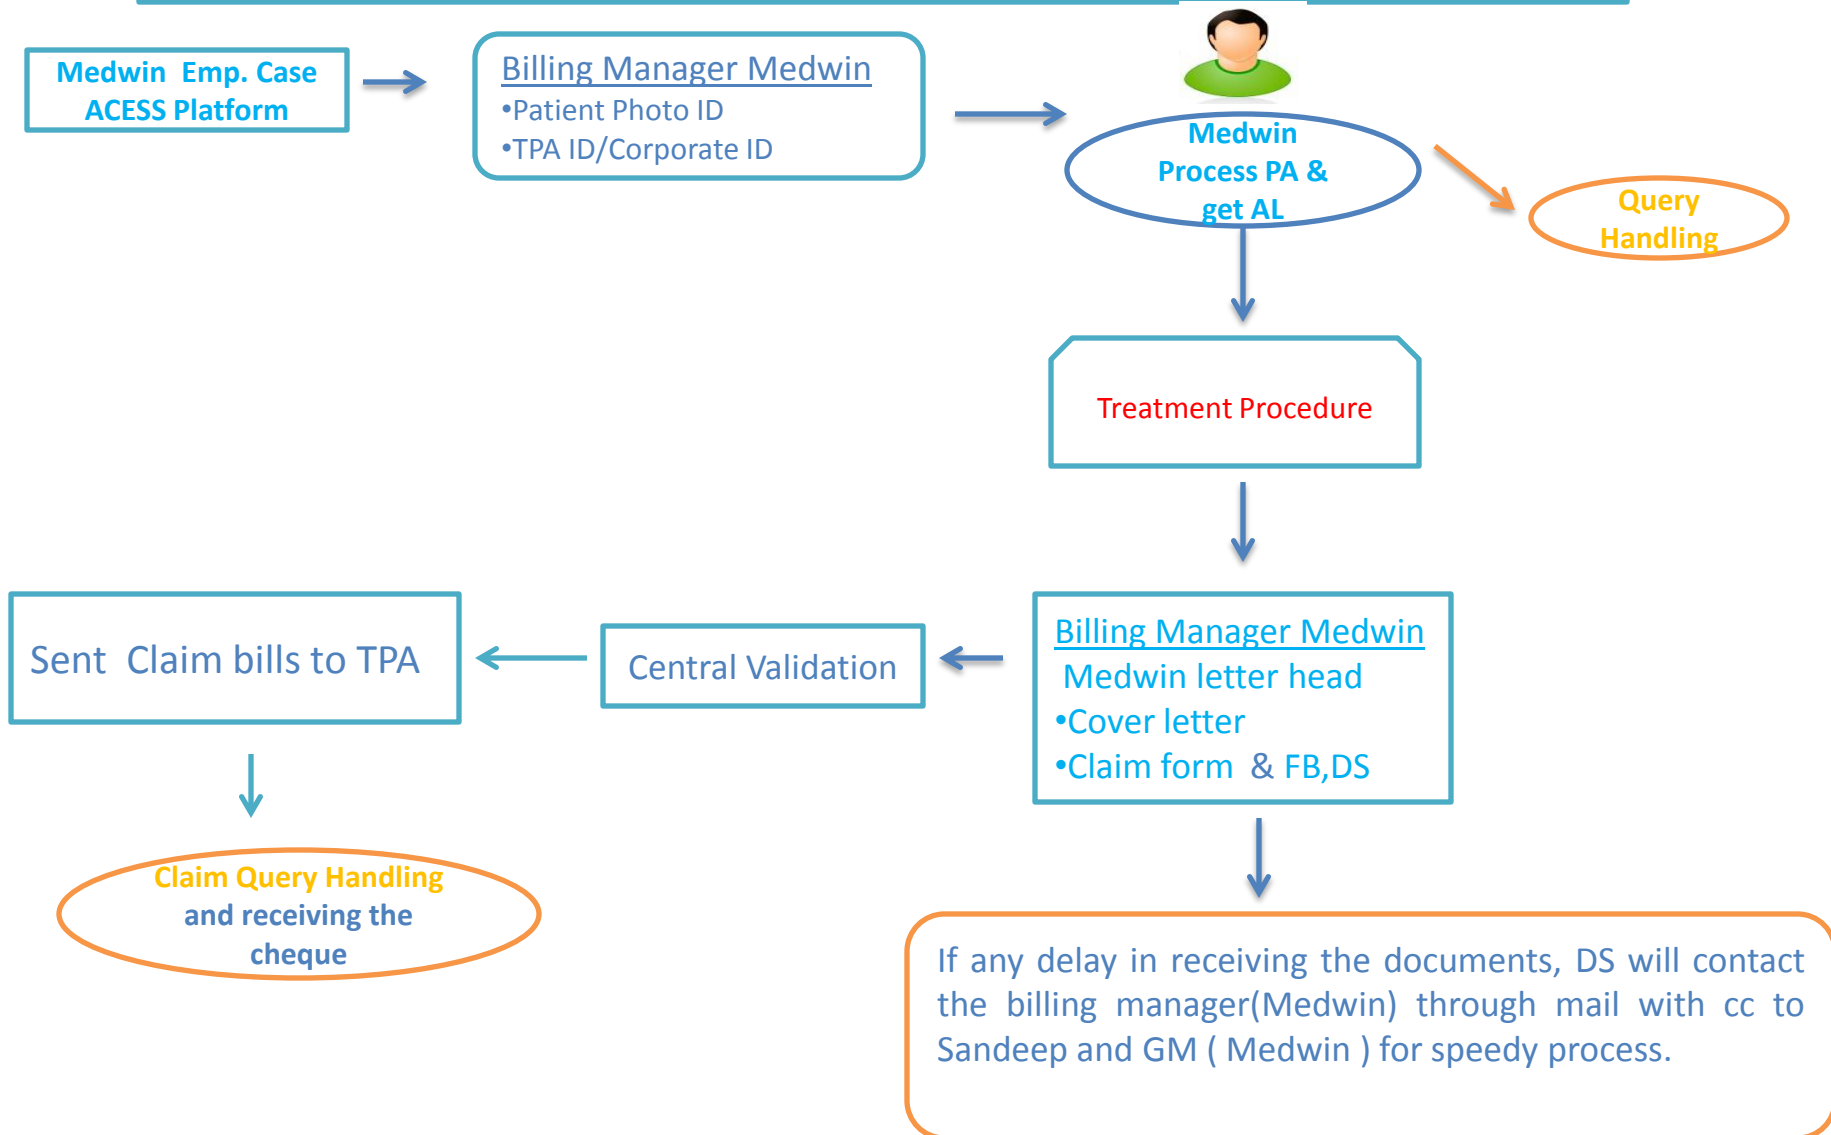 Medwin  Emp. Case
ACESS Platform
Billing Manager Medwin
•Patient Photo ID
•TPA ID/Corporate ID
Medwin
Process PA &
get AL
Query
Handling
Treatment Procedure
Billing Manager Medwin
Medwin letter head
•Cover letter
•Claim form  & FB,DS
Central Validation
Sent  Claim bills to TPA
Claim Query Handling
and receiving the
cheque
If any delay in receiving the documents, DS will contact
the billing manager(Medwin) through mail with cc to
Sandeep and GM ( Medwin ) for speedy process.